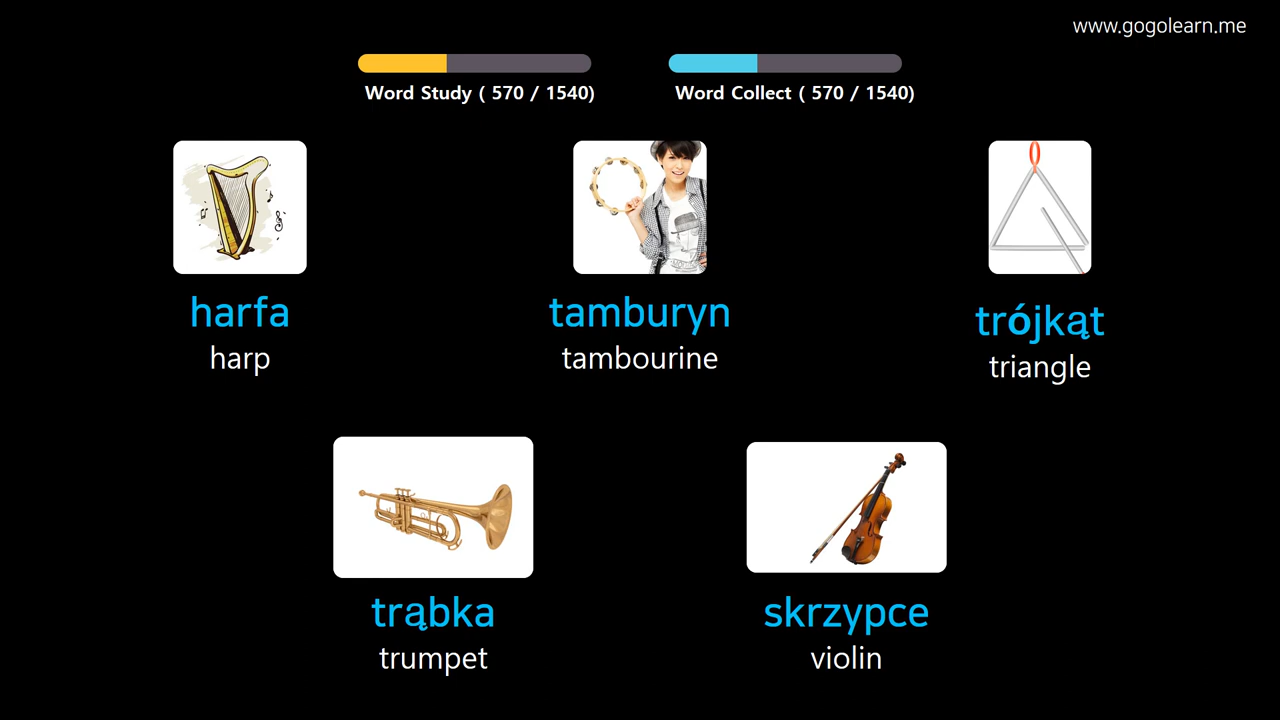 www.gogolearn.me
Word Study ( 570 / 1540)
Word Collect ( 570 / 1540)
harfa
harp
tamburyn
tambourine
trójkąt
triangle
trąbka
trumpet
skrzypce
violin